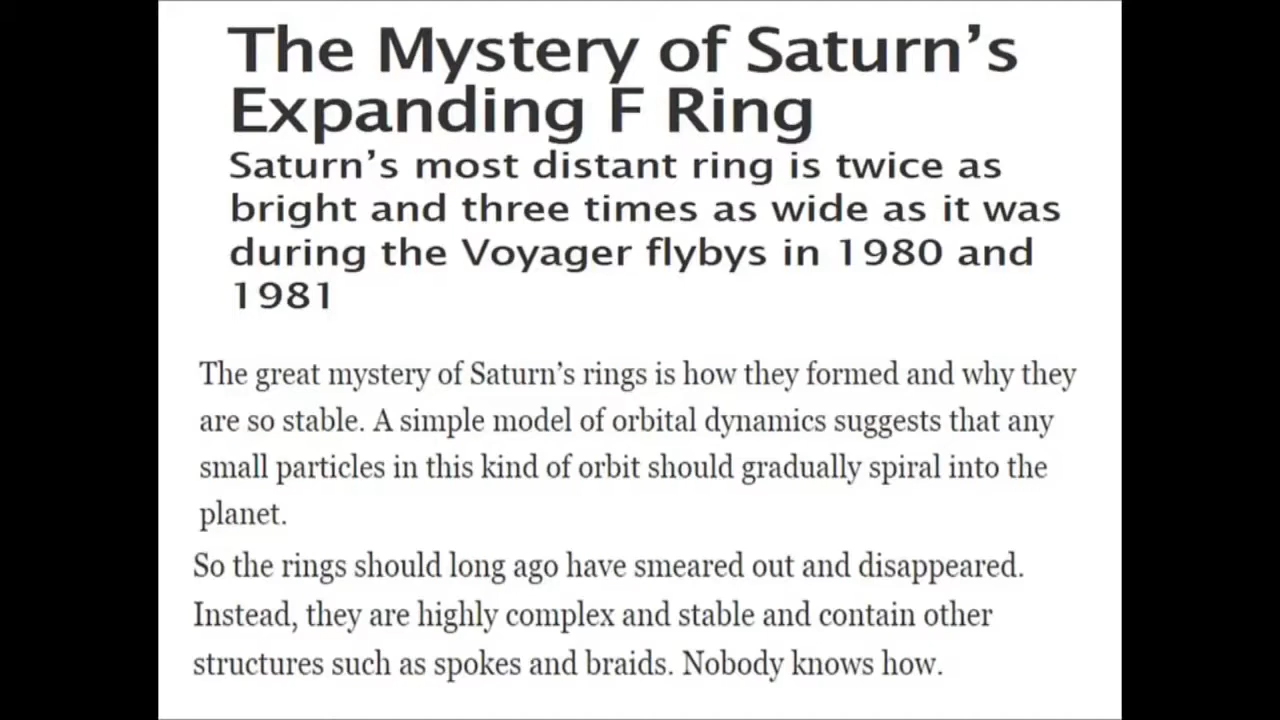 The Mystery of Saturn’s
Expanding F Ring
Saturn’s most distant ring is twice as
bright and three times as wide as it was
during the Voyager flybys in 1980 and
1981
The great mystery of Saturn’s rings is how they formed and why they
are so stable. A simple model of orbital dynamics suggests that any
small particles in this kind of orbit should gradually spiral into the
planet.
So the rings should long ago have smeared out and disappeared.
Instead, they are highly complex and stable and contain other
structures such as spokes and braids. Nobody knows how.